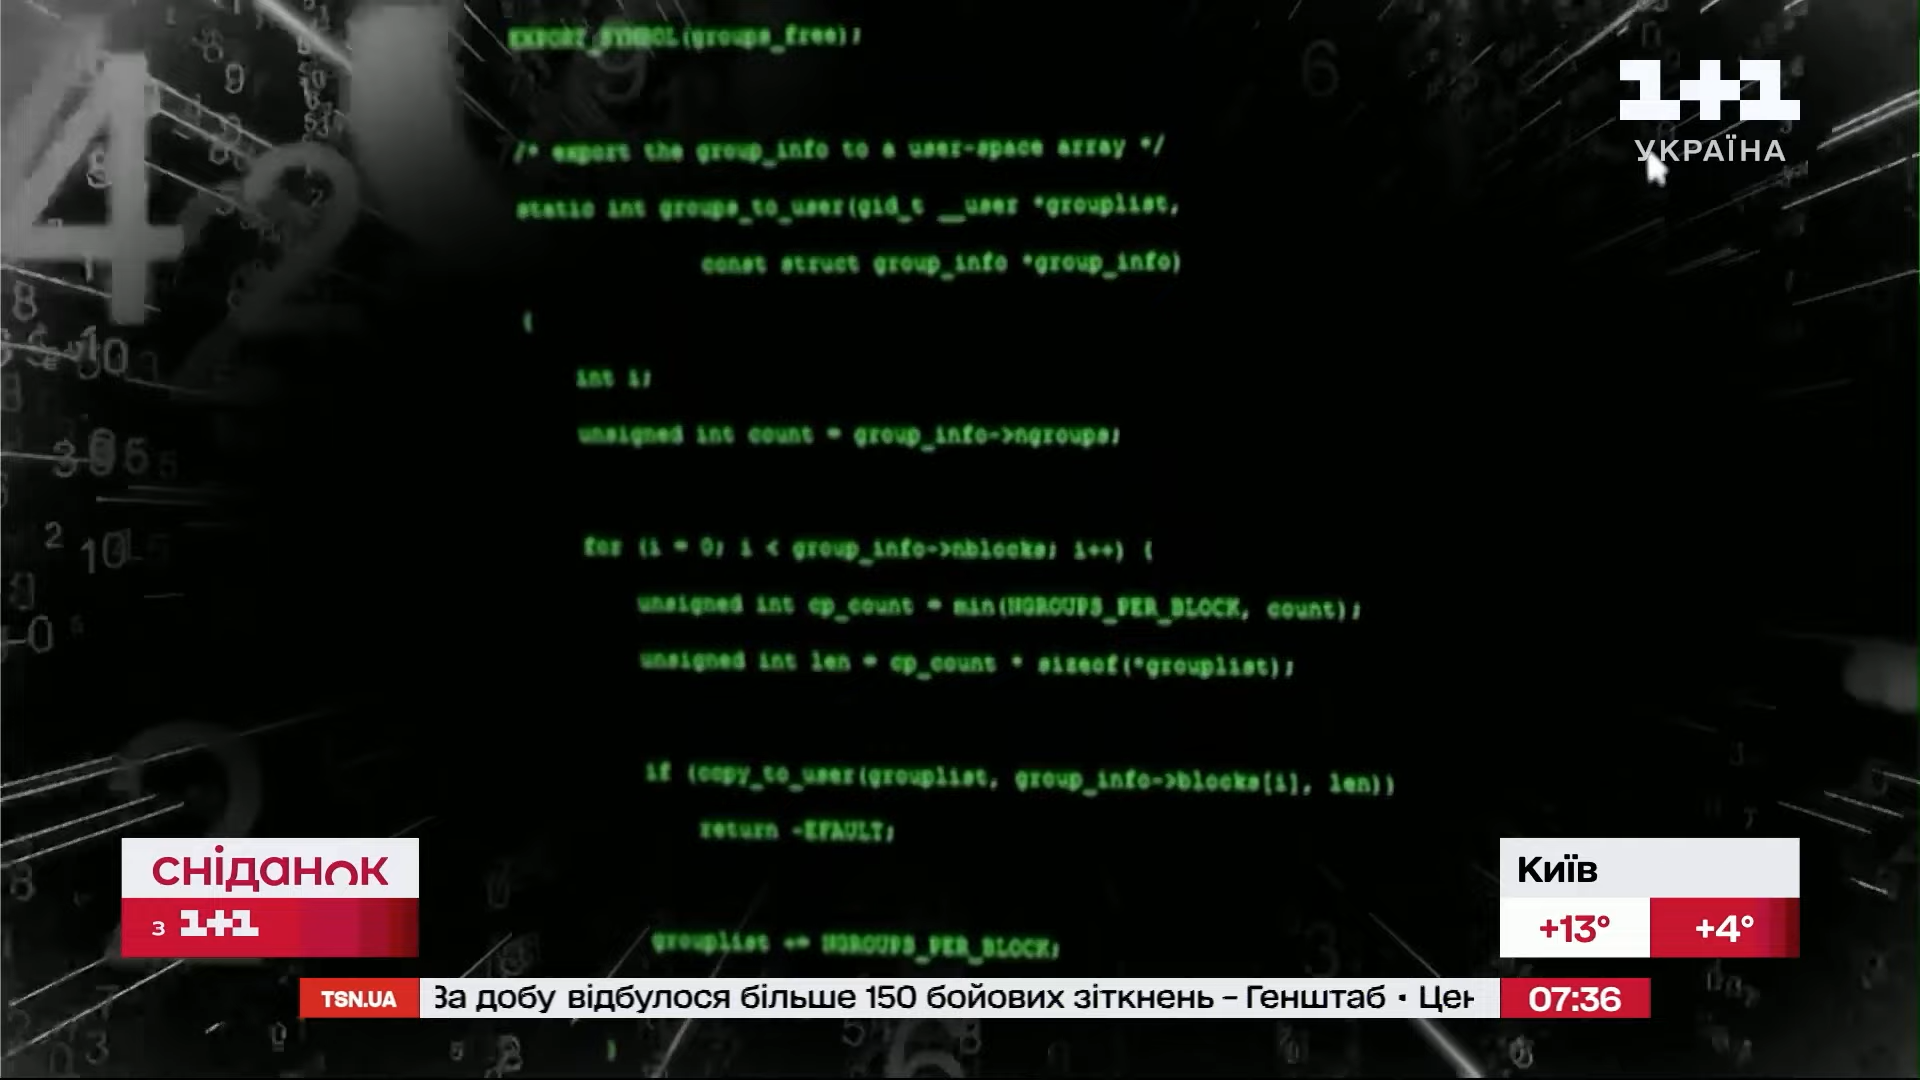 EXPORT_SYMBOL(groups_free);
1+1
УКРАЇНА
/* export the group_info to a user-space array */
static int groups_to_user(gid_t __user *grouplist,
const struct group_info *group_info)
{
int i;
unsigned int count = group_info->ngroups;
for (i = 0; i < group_info->nblocks; i++) {
unsigned int cp_count = min(NGROUPS_PER_BLOCK, count);
unsigned int len = cp_count * sizeof(*grouplist);
if (copy_to_user(grouplist, group_info->blocks[i], len))
return -EFAULT;
grouplist += NGROUPS_PER_BLOCK;
сніданок
з 1+1
Київ
+13° +4°
TSN.UA За добу відбулося більше 150 бойових зіткнень – Генштаб • Цен 07:36